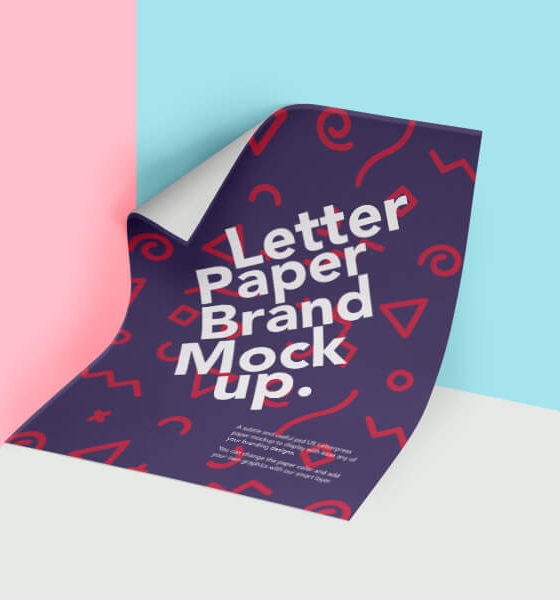 Letter
Paper
Brand
Mock
up.
A subtle and useful psd US Letterpress
paper mockup to display with ease any of
your branding designs.
You can change the paper color and add
your own graphics with our smart layer.